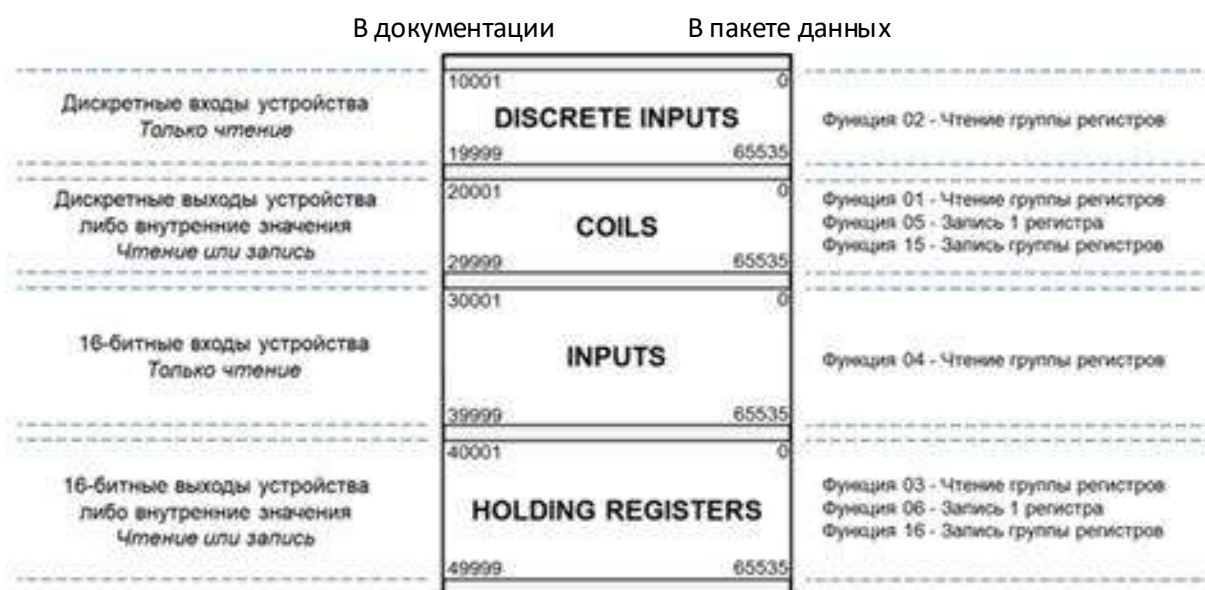 В документации В пакете данных
10001 0
Дискретные входы устройства
Только чтение
DISCRETE INPUTS
Функция 02 - Чтение группы регистров
19999 65535
20001 0
Дискретные выходы устройства
либо внутренние значения
Чтение или запись
COILS
Функция 01 - Чтение группы регистров
Функция 05 - Запись 1 регистра
Функция 15 - Запись группы регистров
29999 65535
30001 0
16-битные входы устройства
Только чтение
INPUTS
Функция 04 - Чтение группы регистров
39999 65535
40001 0
16-битные выходы устройства
либо внутренние значения
Чтение или запись
HOLDING REGISTERS
Функция 03 - Чтение группы регистров
Функция 06 - Запись 1 регистра
Функция 16 - Запись группы регистров
49999 65535